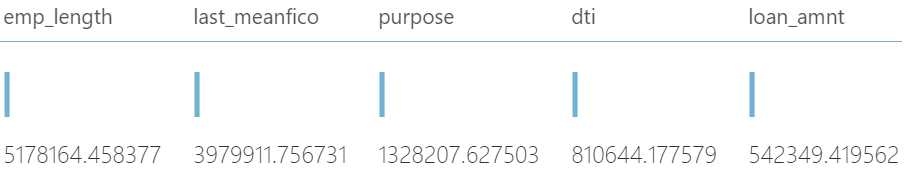 emp_length last_meanfico purpose dti loan_amnt
5178164.458377 3979911.756731 1328207.627503 810644.177579 542349.419562